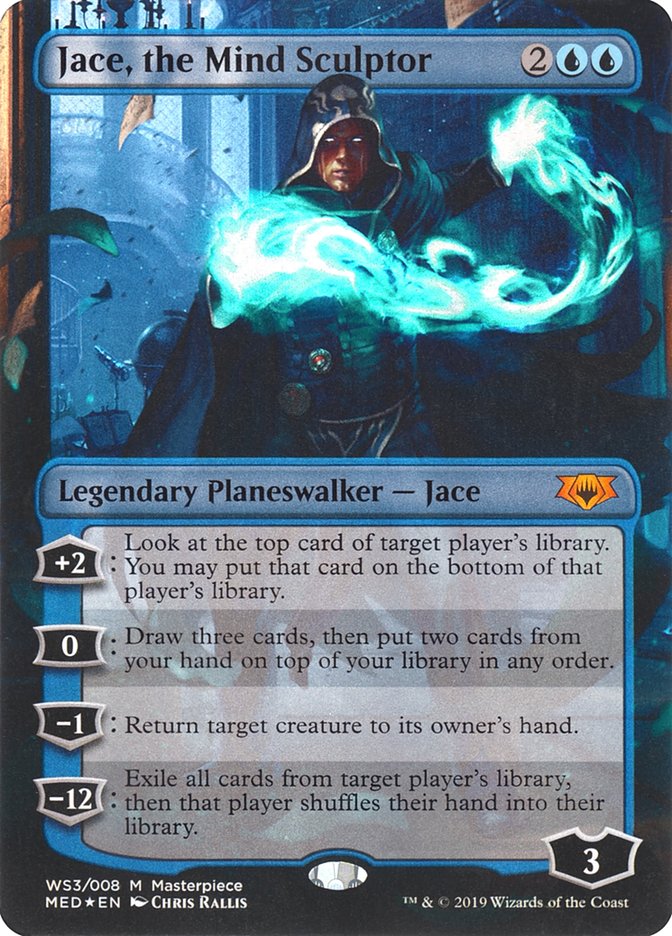 Jace, the Mind Sculptor 2
Legendary Planeswalker — Jace
+2 : Look at the top card of target player's library.
You may put that card on the bottom of that
player's library.
0 : Draw three cards, then put two cards from
your hand on top of your library in any order.
−1 : Return target creature to its owner's hand.
−12 : Exile all cards from target player's library,
then that player shuffles their hand into their
library.
3
WS3/008 M Masterpiece
MED★EN Chris Rallis
™ & © 2019 Wizards of the Coast